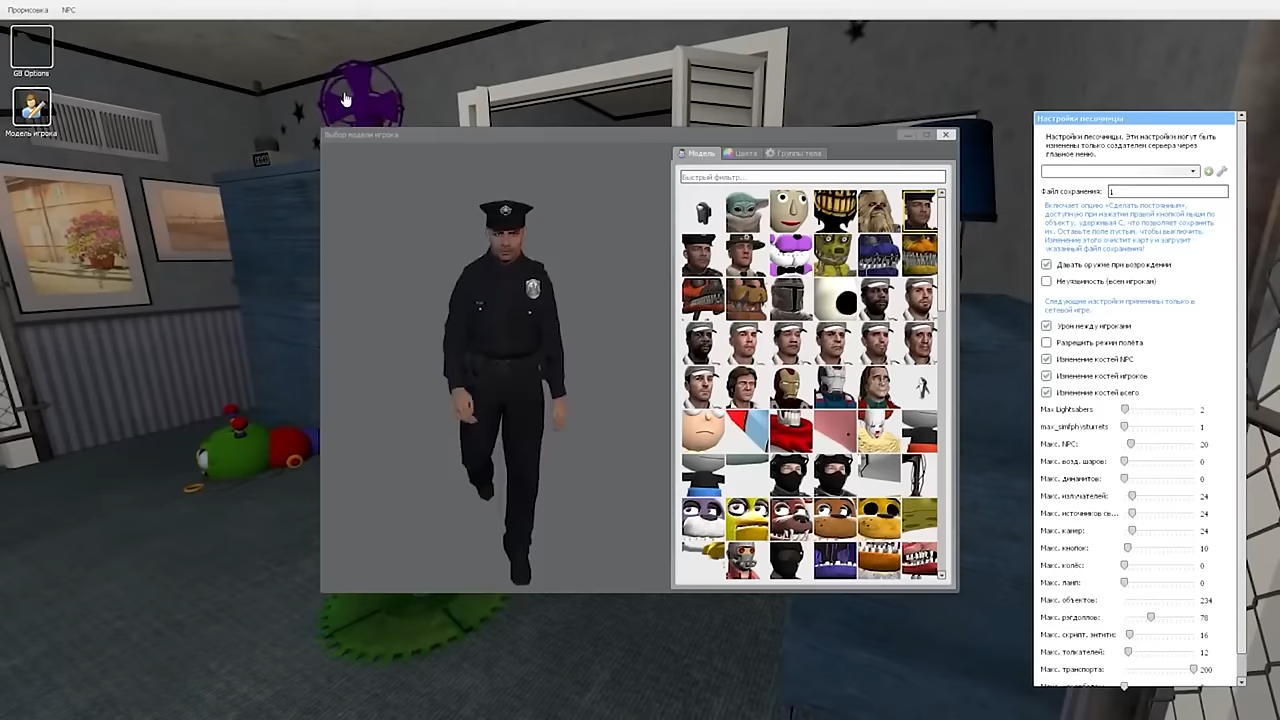 Прорисовка
NPC
GB Options
Модель игрока
Выбор модели игрока
Модель
Цвета
Группы тела
Быстрый фильтр...
Настройки песочницы
Настройки песочницы. Эти настройки могут быть
изменены только создателем сервера через
главное меню.
Файл сохранения:
1
Включает опцию «Сделать постоянным»,
доступную при нажатии правой кнопкой мыши по
объекту, удерживая C, что позволяет сохранить
их. Оставьте поле пустым, чтобы выключить.
Изменение этого очистит карту и загрузит
указанный файл сохранения!
Давать оружие при возрождении
Неуязвимость (всем игрокам)
Следующие настройки применимы только в
сетевой игре.
Урон между игроками
Разрешить режим полёта
Изменение костей NPC
Изменение костей игроков
Изменение костей всего
Max Lightsabers 2
max_simfphysturrets 1
Макс. NPC: 20
Макс. возд. шаров: 0
Макс. динамитов: 0
Макс. излучателей: 24
Макс. источников св... 24
Макс. камер: 24
Макс. кнопок: 10
Макс. колёс: 0
Макс. ламп: 0
Макс. объектов: 234
Макс. рэгдоллов: 78
Макс. скрипт. энтити: 16
Макс. толкателей: 12
Макс. транспорта: 200